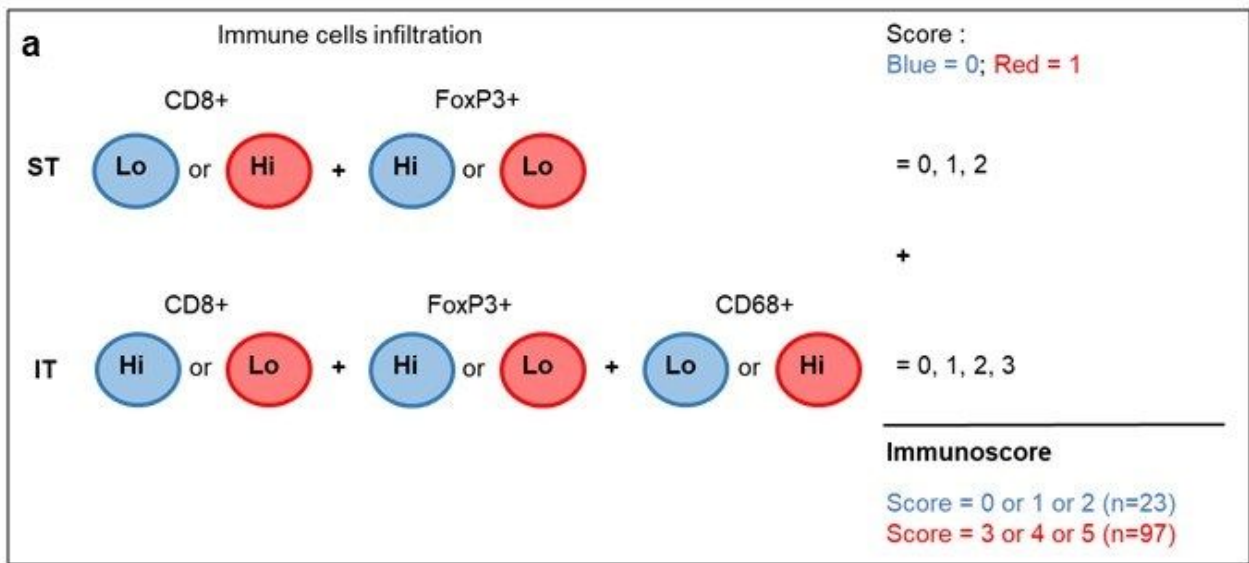 a
Immune cells infiltration
Score :
Blue = 0; Red = 1
CD8+ FoxP3+
ST Lo or Hi + Hi or Lo = 0, 1, 2
+
CD8+ FoxP3+ CD68+
IT Hi or Lo + Hi or Lo + Lo or Hi = 0, 1, 2, 3
Immunoscore
Score = 0 or 1 or 2 (n=23)
Score = 3 or 4 or 5 (n=97)